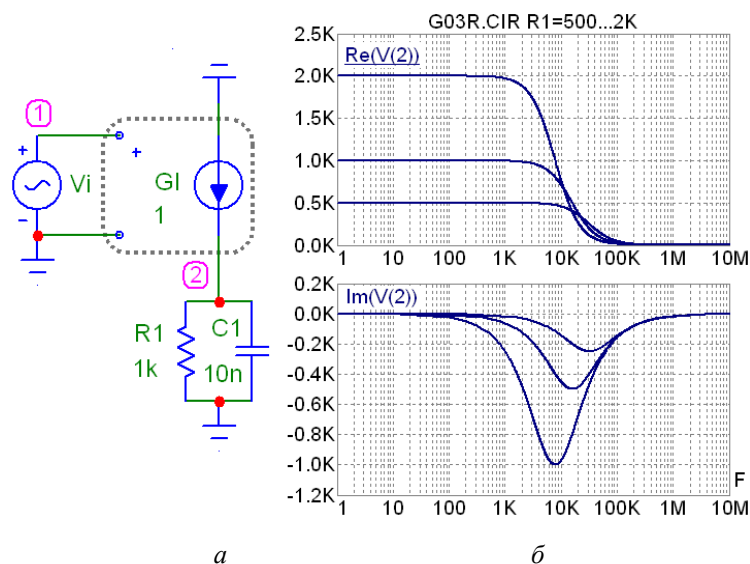 G03R.CIR R1=500...2K
1
+
Vi
−
+
GI
1
2
R1
1k
C1
10n
2.5K
Re(V(2))
2.0K
1.5K
1.0K
0.5K
0.0K
1 10 100 1K 10K 100K 1M 10M
0.2K
Im(V(2))
0.0K
-0.2K
-0.4K
-0.6K
-0.8K
-1.0K
-1.2K
F
1 10 100 1K 10K 100K 1M 10M
а
б